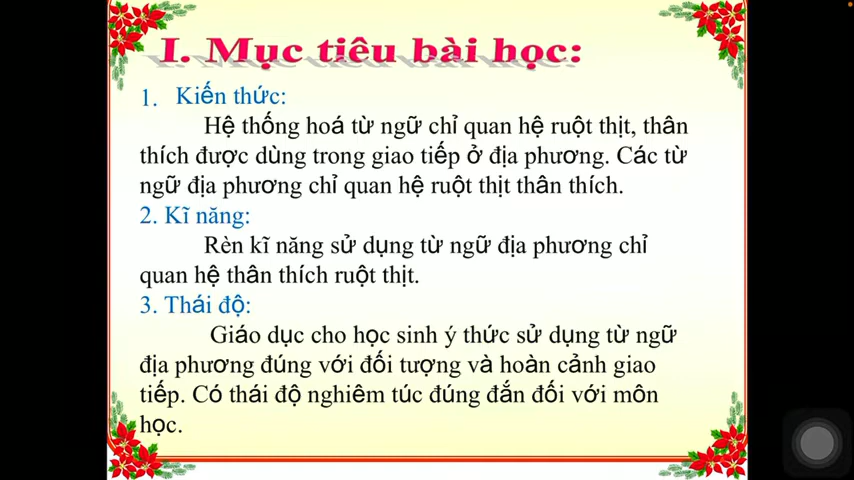 I. Mục tiêu bài học:
1. Kiến thức:
Hệ thống hoá từ ngữ chỉ quan hệ ruột thịt, thân
thích được dùng trong giao tiếp ở địa phương. Các từ
ngữ địa phương chỉ quan hệ ruột thịt thân thích.
2. Kĩ năng:
Rèn kĩ năng sử dụng từ ngữ địa phương chỉ
quan hệ thân thích ruột thịt.
3. Thái độ:
Giáo dục cho học sinh ý thức sử dụng từ ngữ
địa phương đúng với đối tượng và hoàn cảnh giao
tiếp. Có thái độ nghiêm túc đúng đắn đối với môn
học.